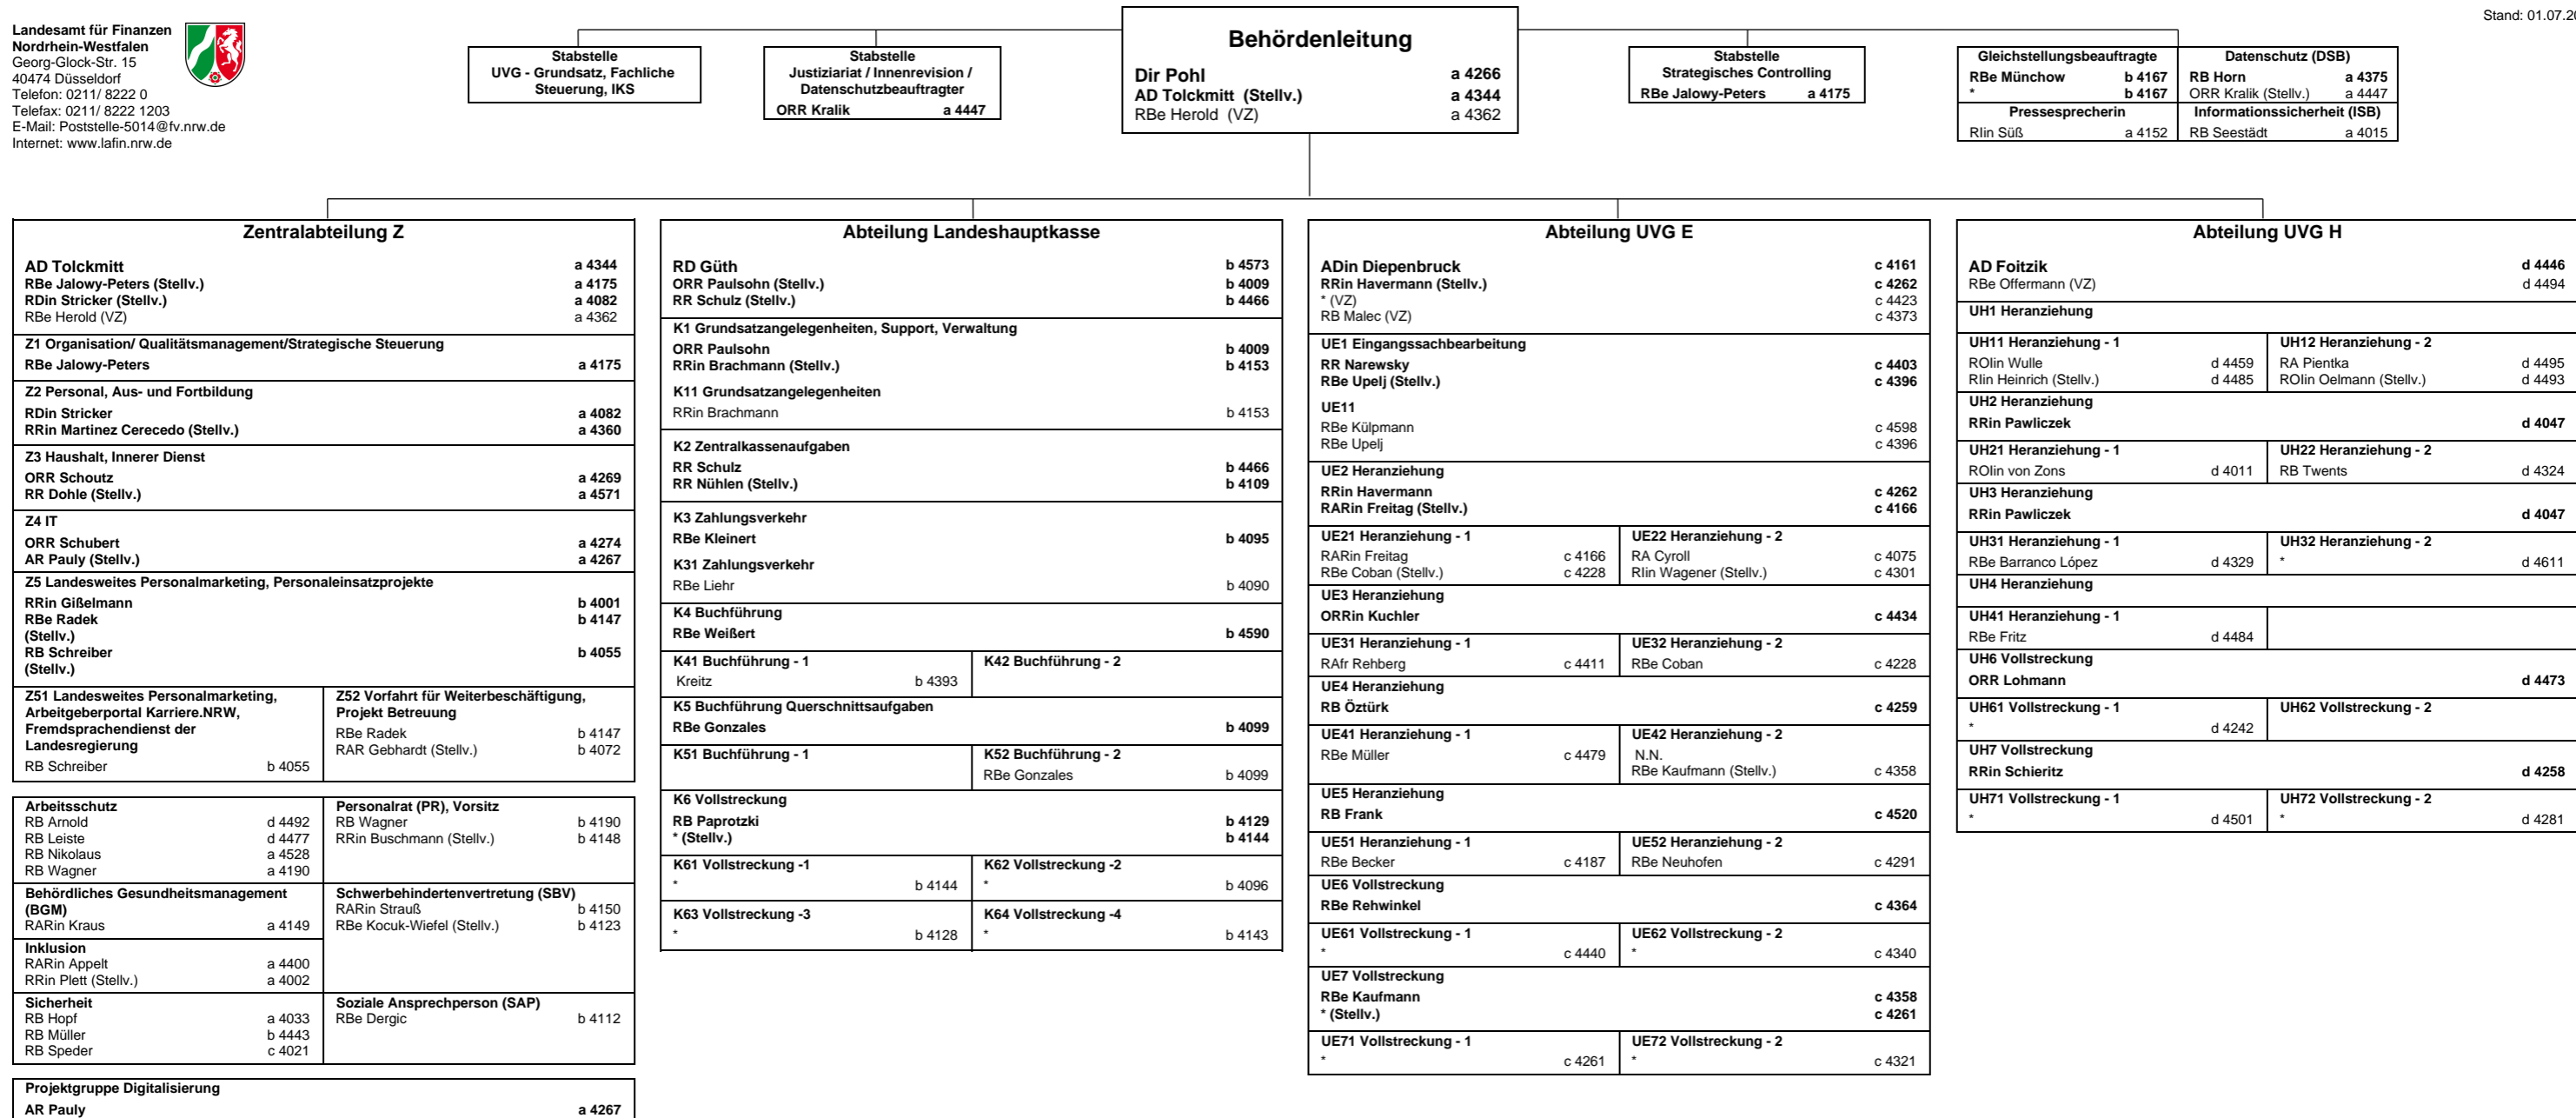 Landesamt für Finanzen
Nordrhein-Westfalen
Georg-Glock-Str. 15
40474 Düsseldorf
Telefon: 0211/ 8222 0
Telefax: 0211/ 8222 1203
E-Mail: Poststelle-5014@fv.nrw.de
Internet: www.lafin.nrw.de
Stabstelle
UVG - Grundsatz, Fachliche
Steuerung, IKS
Stabstelle
Justiziariat / Innenrevision /
Datenschutzbeauftragter
ORR Kralik a 4447
Behördenleitung
Dir Pohl a 4266
AD Tolckmitt (Stellv.) a 4344
RBe Herold (VZ) a 4362
Stabstelle
Strategisches Controlling
RBe Jalowy-Peters a 4175
Stand: 01.07.20
Gleichstellungsbeauftragte
RBe Münchow b 4167
* b 4167
Datenschutz (DSB)
RB Horn a 4375
ORR Kralik (Stellv.) a 4447
Pressesprecherin
RIin Süß a 4152
Informationssicherheit (ISB)
RB Seestädt a 4015
Zentralabteilung Z
AD Tolckmitt a 4344
RBe Jalowy-Peters (Stellv.) a 4175
RDin Stricker (Stellv.) a 4082
RBe Herold (VZ) a 4362
Z1 Organisation/ Qualitätsmanagement/Strategische Steuerung
RBe Jalowy-Peters a 4175
Z2 Personal, Aus- und Fortbildung
RDin Stricker a 4082
RRin Martinez Cerecedo (Stellv.) a 4360
Z3 Haushalt, Innerer Dienst
ORR Schoutz a 4269
RR Dohle (Stellv.) a 4571
Z4 IT
ORR Schubert a 4274
AR Pauly (Stellv.) a 4267
Z5 Landesweites Personalmarketing, Personaleinsatzprojekte
RRin Gißelmann b 4001
RBe Radek b 4147
(Stellv.)
RB Schreiber b 4055
(Stellv.)
Z51 Landesweites Personalmarketing,
Arbeitgeberportal Karriere.NRW,
Fremdsprachendienst der
Landesregierung
RB Schreiber b 4055
Z52 Vorfahrt für Weiterbeschäftigung,
Projekt Betreuung
RBe Radek b 4147
RAR Gebhardt (Stellv.) b 4072
Arbeitsschutz
RB Arnold d 4492
RB Leiste d 4477
RB Nikolaus a 4528
RB Wagner a 4190
Personalrat (PR), Vorsitz
RB Wagner b 4190
RRin Buschmann (Stellv.) b 4148
Behördliches Gesundheitsmanagement
(BGM)
RARin Kraus a 4149
Schwerbehindertenvertretung (SBV)
RARin Strauß b 4150
RBe Kocuk-Wiefel (Stellv.) b 4123
Inklusion
RARin Appelt a 4400
RRin Plett (Stellv.) a 4002
Sicherheit
RB Hopf a 4033
RB Müller b 4443
RB Speder c 4021
Soziale Ansprechperson (SAP)
RBe Dergic b 4112
Projektgruppe Digitalisierung
AR Pauly a 4267
Abteilung Landeshauptkasse
RD Güth b 4573
ORR Paulsohn (Stellv.) b 4009
RR Schulz (Stellv.) b 4466
K1 Grundsatzangelegenheiten, Support, Verwaltung
ORR Paulsohn b 4009
RRin Brachmann (Stellv.) b 4153
K11 Grundsatzangelegenheiten
RRin Brachmann b 4153
K2 Zentralkassenaufgaben
RR Schulz b 4466
RR Nühlen (Stellv.) b 4109
K3 Zahlungsverkehr
RBe Kleinert b 4095
K31 Zahlungsverkehr
RBe Liehr b 4090
K4 Buchführung
RBe Weißert b 4590
K41 Buchführung - 1
Kreitz b 4393
K42 Buchführung - 2
K5 Buchführung Querschnittsaufgaben
RBe Gonzales b 4099
K51 Buchführung - 1
K52 Buchführung - 2
RBe Gonzales b 4099
K6 Vollstreckung
RB Paprotzki b 4129
* (Stellv.) b 4144
K61 Vollstreckung -1
* b 4144
K62 Vollstreckung -2
* b 4096
K63 Vollstreckung -3
* b 4128
K64 Vollstreckung -4
* b 4143
Abteilung UVG E
ADin Diepenbruck c 4161
RRin Havermann (Stellv.) c 4262
* (VZ) c 4423
RB Malec (VZ) c 4373
UE1 Eingangssachbearbeitung
RR Narewsky c 4403
RBe Upelj (Stellv.) c 4396
UE11
RBe Külpmann c 4598
RBe Upelj c 4396
UE2 Heranziehung
RRin Havermann c 4262
RARin Freitag (Stellv.) c 4166
UE21 Heranziehung - 1
RARin Freitag c 4166
RBe Coban (Stellv.) c 4228
UE22 Heranziehung - 2
RA Cyroll c 4075
RIin Wagener (Stellv.) c 4301
UE3 Heranziehung
ORRin Kuchler c 4434
UE31 Heranziehung - 1
RAfr Rehberg c 4411
UE32 Heranziehung - 2
RBe Coban c 4228
UE4 Heranziehung
RB Öztürk c 4259
UE41 Heranziehung - 1
RBe Müller c 4479
UE42 Heranziehung - 2
N.N.
RBe Kaufmann (Stellv.) c 4358
UE5 Heranziehung
RB Frank c 4520
UE51 Heranziehung - 1
RBe Becker c 4187
UE52 Heranziehung - 2
RBe Neuhofen c 4291
UE6 Vollstreckung
RBe Rehwinkel c 4364
UE61 Vollstreckung - 1
* c 4440
UE62 Vollstreckung - 2
* c 4340
UE7 Vollstreckung
RBe Kaufmann c 4358
* (Stellv.) c 4261
UE71 Vollstreckung - 1
* c 4261
UE72 Vollstreckung - 2
* c 4321
Abteilung UVG H
AD Foitzik d 4446
RBe Offermann (VZ) d 4494
UH1 Heranziehung
UH11 Heranziehung - 1
ROIin Wulle d 4459
RIin Heinrich (Stellv.) d 4485
UH12 Heranziehung - 2
RA Pientka d 4495
ROIin Oelmann (Stellv.) d 4493
UH2 Heranziehung
RRin Pawliczek d 4047
UH21 Heranziehung - 1
ROIin von Zons d 4011
UH22 Heranziehung - 2
RB Twents d 4324
UH3 Heranziehung
RRin Pawliczek d 4047
UH31 Heranziehung - 1
RBe Barranco López d 4329
UH32 Heranziehung - 2
* d 4611
UH4 Heranziehung
UH41 Heranziehung - 1
RBe Fritz d 4484
UH6 Vollstreckung
ORR Lohmann d 4473
UH61 Vollstreckung - 1
* d 4242
UH62 Vollstreckung - 2
UH7 Vollstreckung
RRin Schieritz d 4258
UH71 Vollstreckung - 1
* d 4501
UH72 Vollstreckung - 2
* d 4281